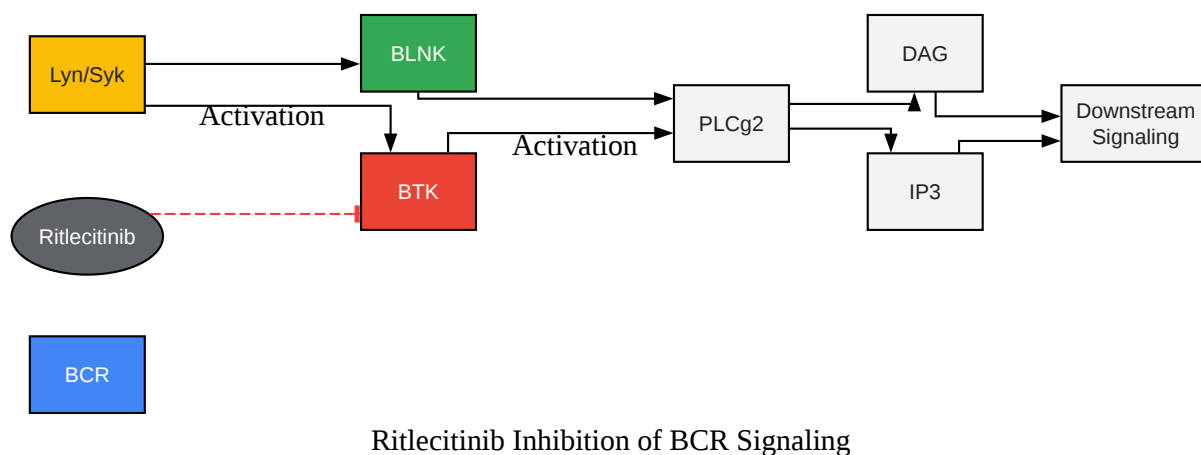 Lyn/Syk
BLNK
DAG
Activation
PLCg2
Downstream
Signaling
Activation
BTK
IP3
Ritlecitinib
BCR
Ritlecitinib Inhibition of BCR Signaling